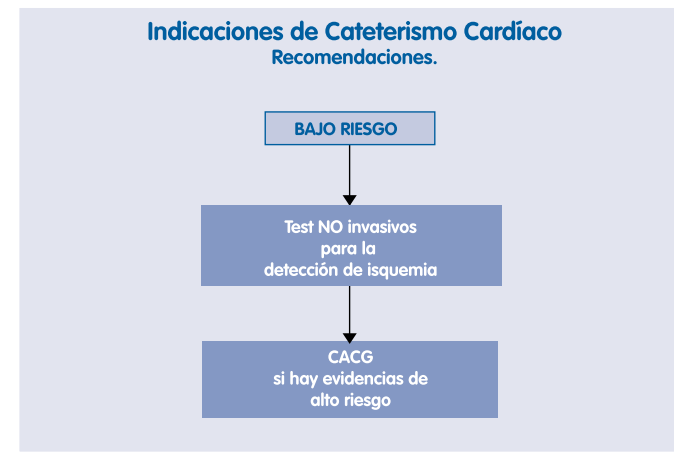 Indicaciones de Cateterismo Cardíaco
Recomendaciones.
BAJO RIESGO
Test NO invasivos
para la
detección de isquemia
CACG
si hay evidencias de
alto riesgo